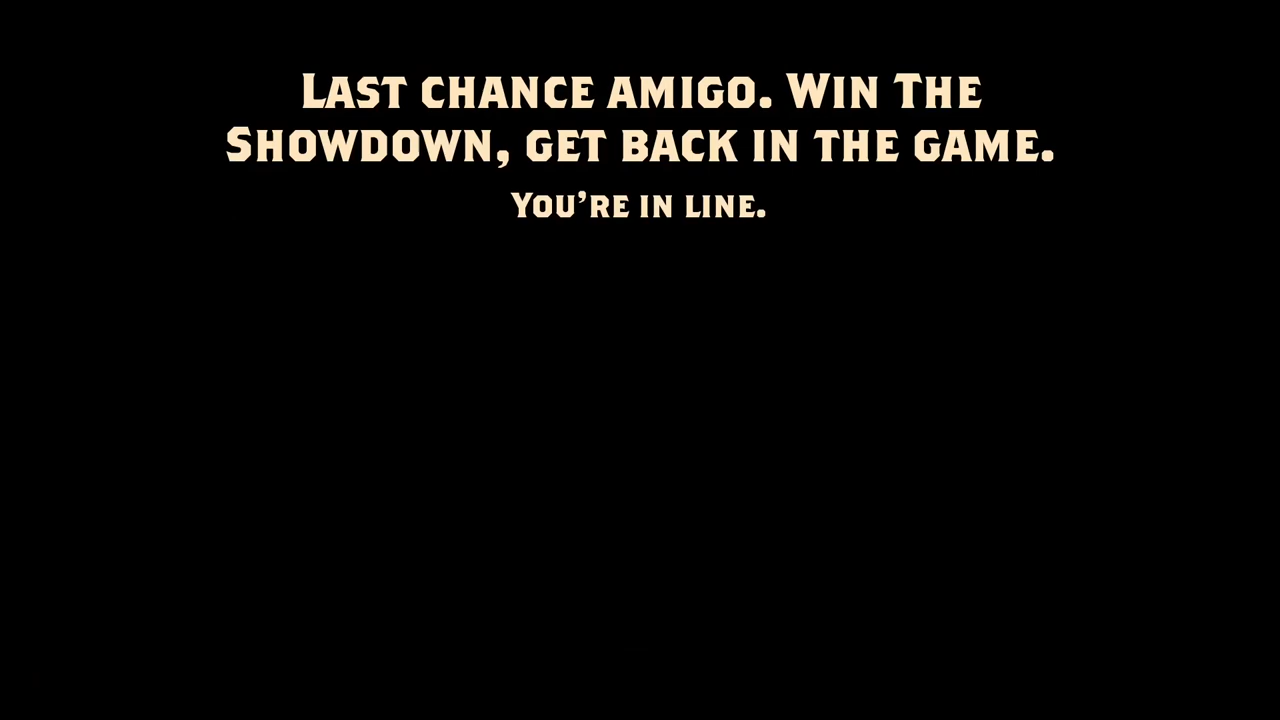 Last chance amigo. Win The
Showdown, get back in the game.
You're in line.